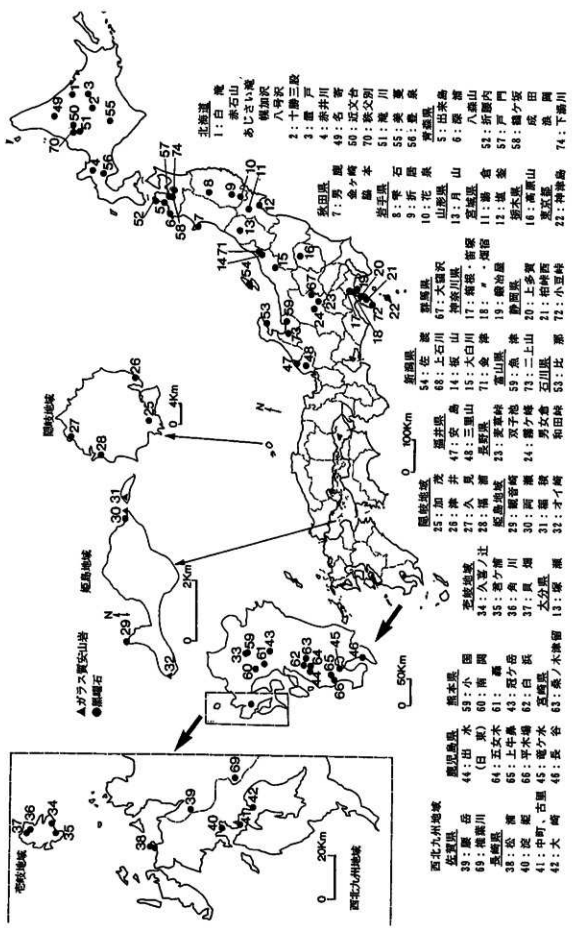 北海道
1：白滝
赤石山
あじさい滝
幌加沢
八号沢
2：十勝三股
3：置戸
4：赤井川
49：名寄
50：近文台
70：秩父別
51：滝川
55：美蔓
56：豊泉
青森県
5：出来島
6：深浦
八森山
52：折腰内
57：戸門
58：鶴ケ坂
成田
浪岡
74：下湯川
秋田県
7：男鹿
金ヶ崎
脇本
岩手県
8：雫石
9：折居
10：花泉
山形県
13：月山
宮城県
11：湯倉
12：塩釜
栃木県
16：高原山
東京都
22：神津島
群馬県
67：大窪沢
神奈川県
17：箱根・笛塚
18：〃・畑宿
19：鍛冶屋
静岡県
20：上多賀
21：柏峠西
72：小豆峠
新潟県
54：佐渡
68：上石川
14：板山
15：大白川
71：金津
富山県
59：魚津
73：二上山
石川県
53：比那
福井県
47：安島
48：三里山
長野県
23：麦草峠
双子池
24：霧ケ峰
男女倉
和田峠
隠岐地域
25：加茂
26：津井
27：久見
28：福浦
姫島地域
29：観音崎
30：両瀬
31：稲積
32：オイ崎
壱岐地域
34：久喜ノ辻
35：君ケ浦
36：角川
37：貝畑
大分県
13：塚瀬
熊本県
59：小国
60：南関
61：轟
43：冠ケ岳
62：白浜
宮崎県
63：桑ノ木津留
鹿児島県
44：出水
(日東)
64：五女木
65：上牛鼻
66：平木場
45：竜ケ水
46：長谷
西北九州地域
佐賀県
39：腰岳
69：椎葉川
長崎県
38：松浦
40：淀姫
41：中町、古里
42：大崎
▲ガラス質安山岩
●黒曜石
隠岐地域
姫島地域
壱岐地域
西北九州地域
0 4Km
0 2Km
0 20Km
0 50Km
0 100Km
N
N